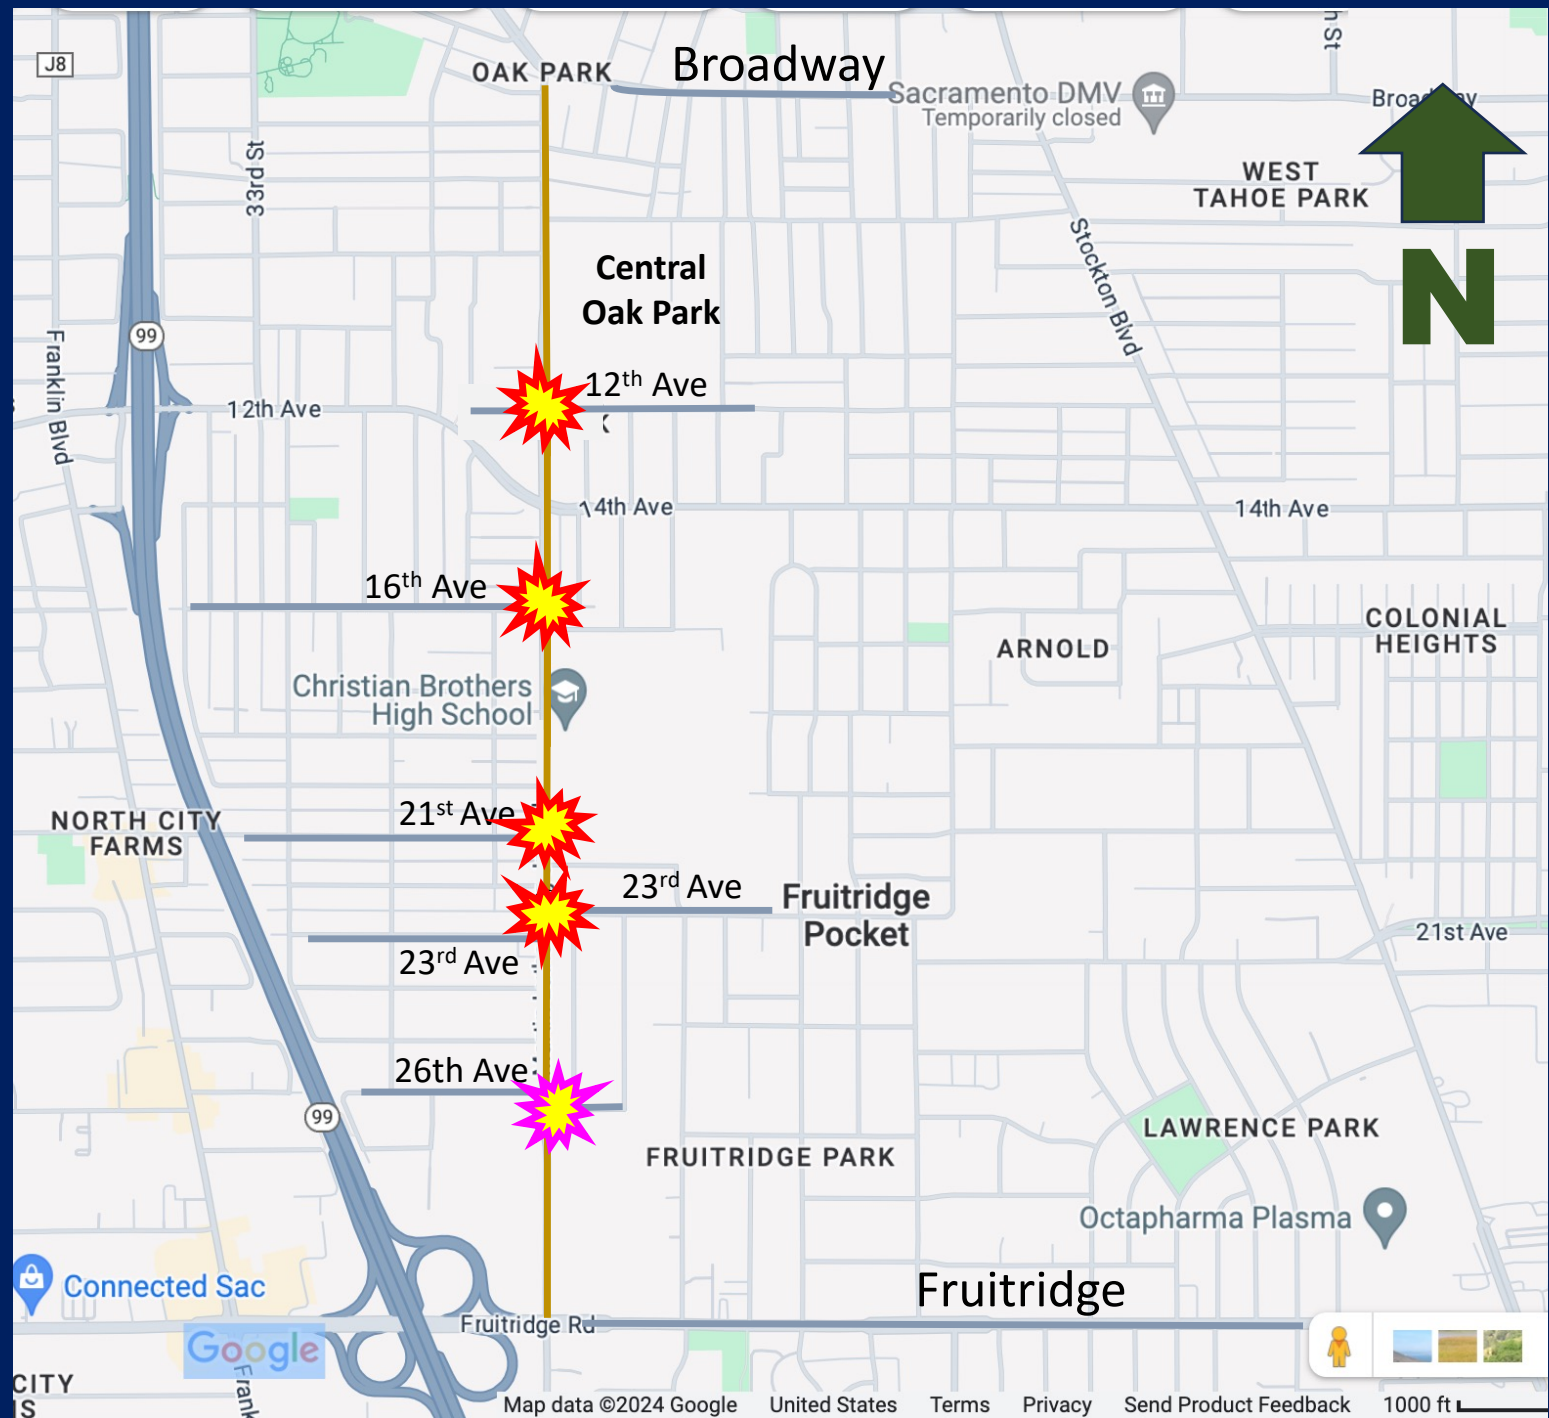 J8
OAK PARK
Broadway
Sacramento DMV
Temporarily closed
Broadway
WEST
TAHOE PARK
33rd St
Stockton Blvd
N
Central
Oak Park
99
Franklin Blvd
12th Ave
12th Ave
14th Ave
14th Ave
16th Ave
COLONIAL
HEIGHTS
ARNOLD
Christian Brothers
High School
NORTH CITY
FARMS
21st Ave
23rd Ave
Fruitridge
Pocket
21st Ave
23rd Ave
26th Ave
99
LAWRENCE PARK
FRUITRIDGE PARK
Octapharma Plasma
Connected Sac
Fruitridge
Fruitridge Rd
Google
CITY
Map data ©2024 Google United States Terms Privacy Send Product Feedback 1000 ft